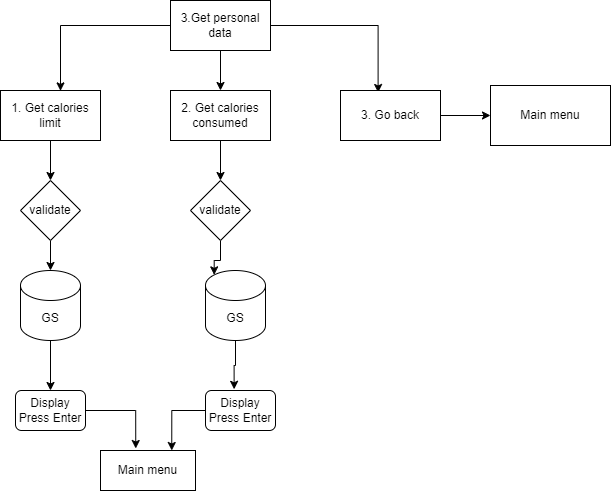 3.Get personal
data
1. Get calories
limit
2. Get calories
consumed
3. Go back
Main menu
validate
validate
GS
GS
Display
Press Enter
Display
Press Enter
Main menu